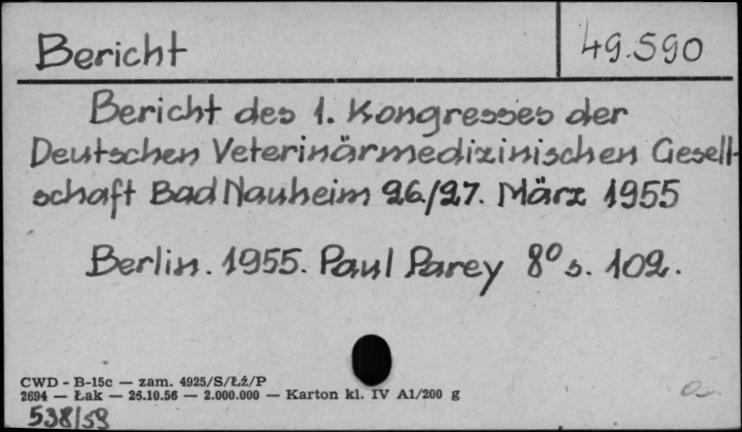 Bericht
49.590
Bericht des 1. Kongresses der
Deutschen Veterinärmedizinischen Gesell-
schaft Bad Nauheim 26./27. März 1955
Berlin. 1955. Paul Parey 8° s. 102.
CWD - B-15c — zam. 4925/S/Łź/P
2694 — Łak — 26.10.56 — 2.000.000 — Karton kl. IV A1/200 g
538/59
a